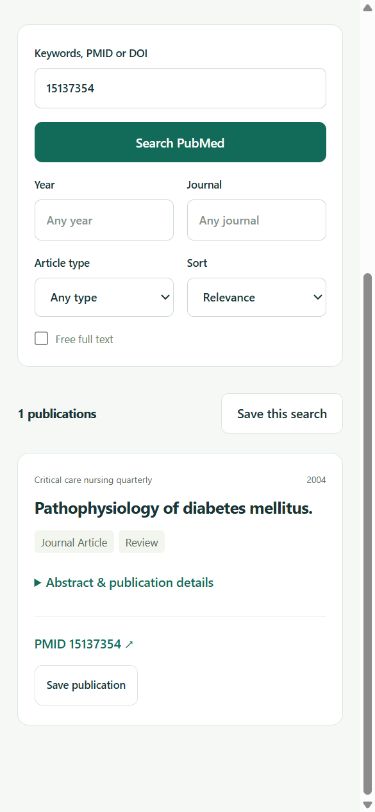 Keywords, PMID or DOI
15137354
Search PubMed
Year
Journal
Any year
Any journal
Article type
Sort
Any type
Relevance
Free full text
1 publications
Save this search
Critical care nursing quarterly
2004
Pathophysiology of diabetes mellitus.
Journal Article
Review
▶ Abstract & publication details
PMID 15137354 ↗
Save publication